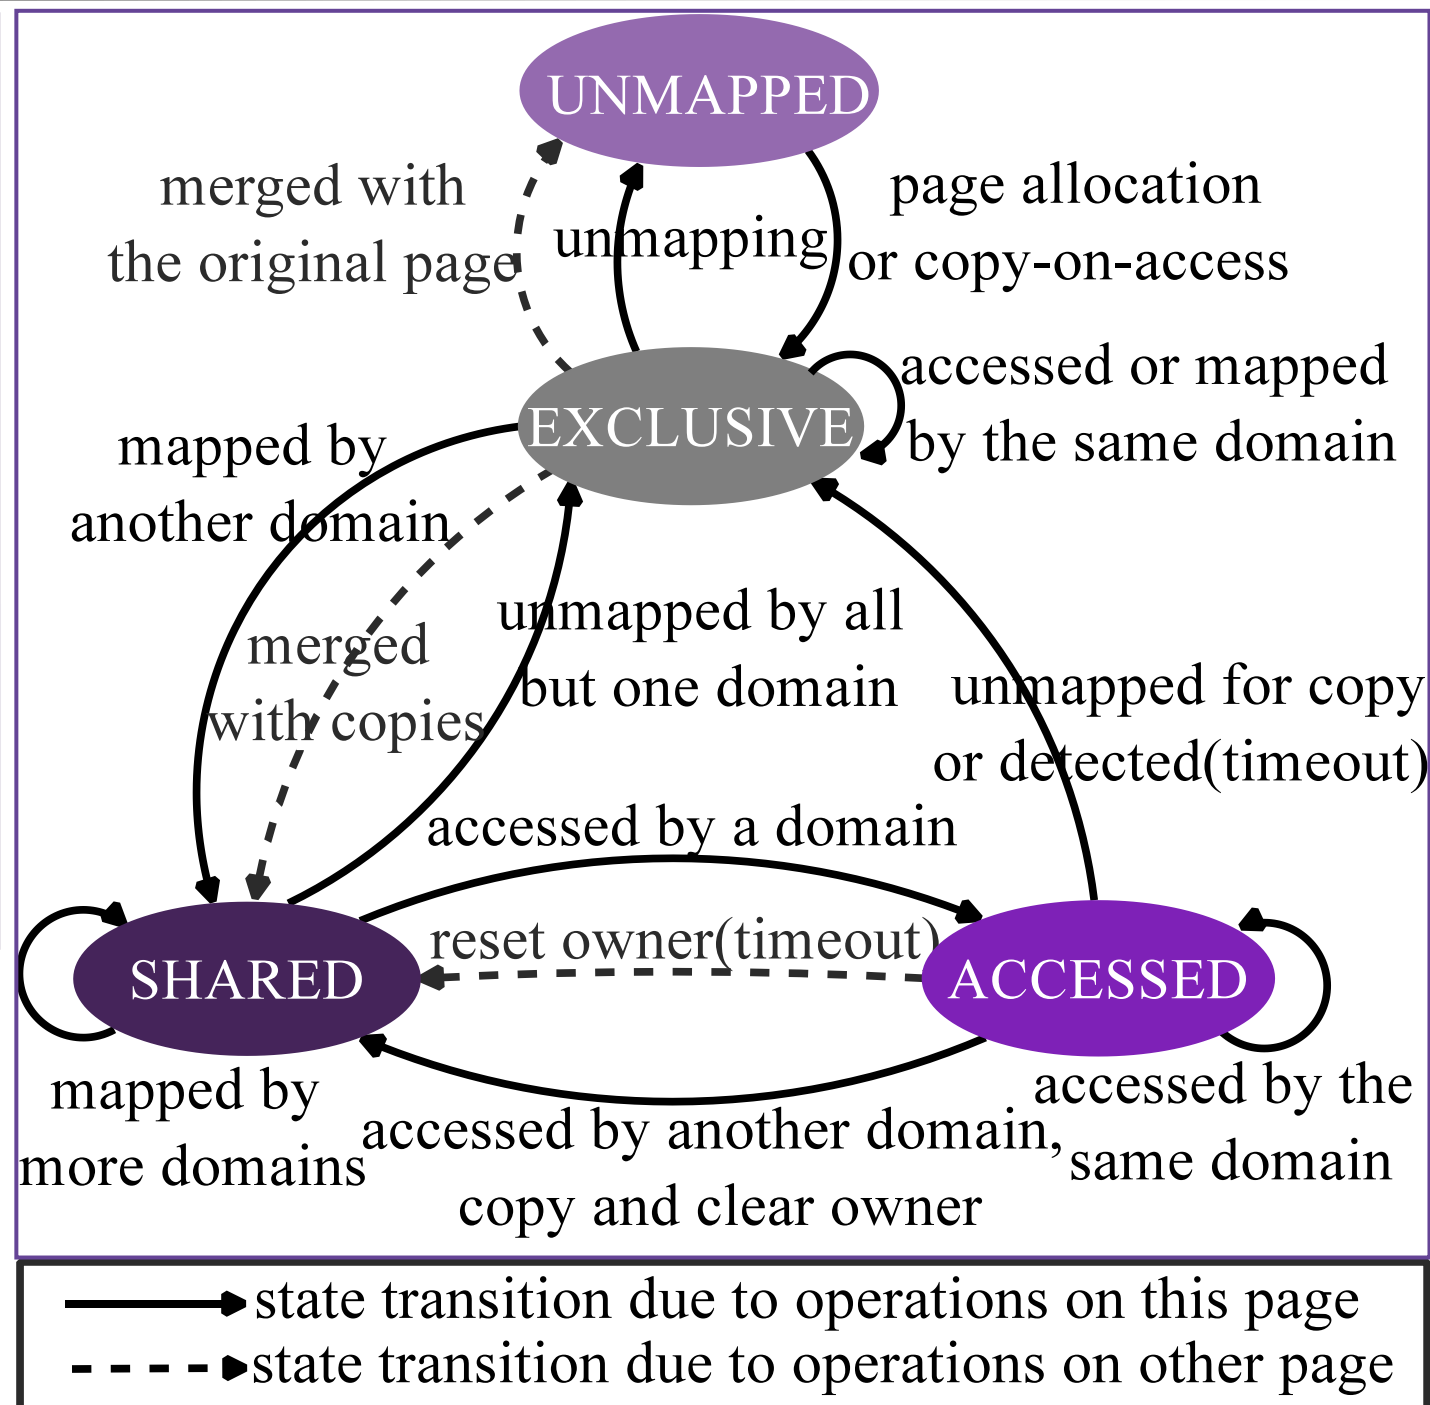 UNMAPPED
merged with
the original page
unmapping
page allocation
or copy-on-access
EXCLUSIVE
accessed or mapped
by the same domain
mapped by
another domain
merged
with copies
unmapped by all
but one domain
unmapped for copy
or detected(timeout)
accessed by a domain
reset owner(timeout)
SHARED
ACCESSED
mapped by
more domains
accessed by another domain,
copy and clear owner
accessed by the
same domain
state transition due to operations on this page
state transition due to operations on other page